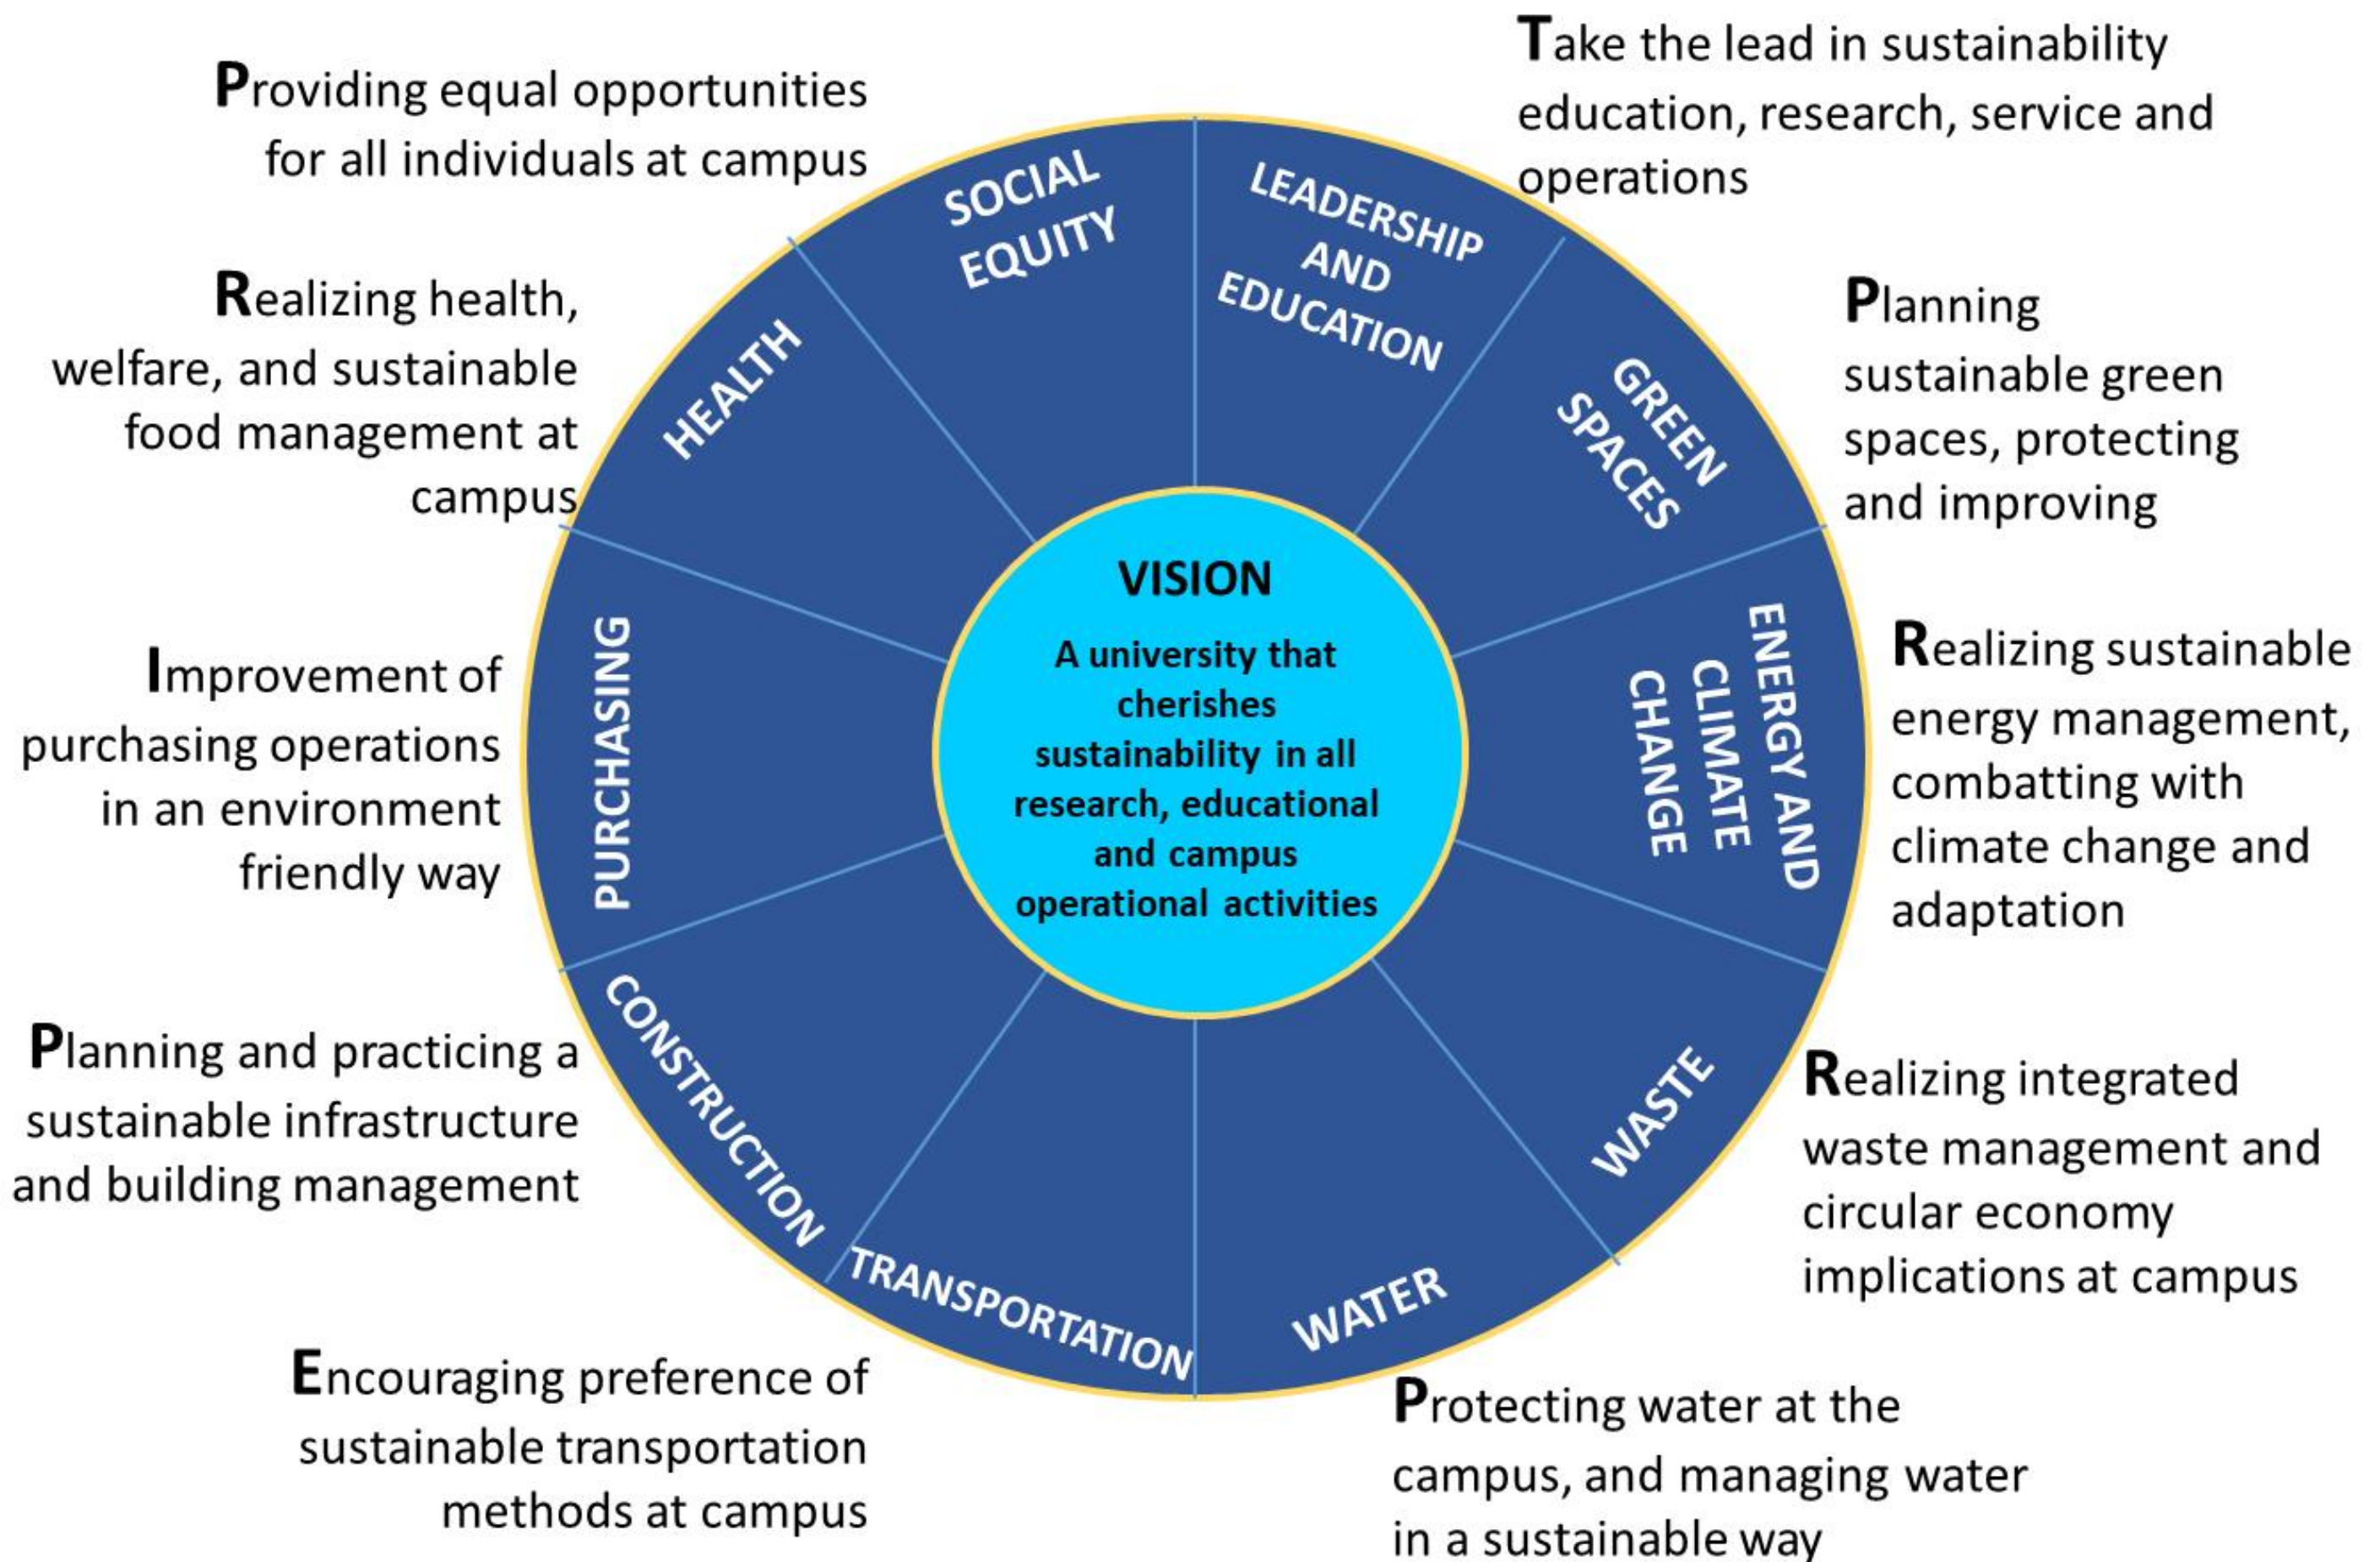 Providing equal opportunities
for all individuals at campus
SOCIAL
EQUITY
Take the lead in sustainability
education, research, service and
operations
LEADERSHIP
AND
EDUCATION
Planning
sustainable green
spaces, protecting
and improving
GREEN
SPACES
Realizing sustainable
energy management,
combatting with
climate change and
adaptation
ENERGY AND
CLIMATE
CHANGE
Realizing integrated
waste management and
circular economy
implications at campus
WASTE
Protecting water at the
campus, and managing water
in a sustainable way
WATER
Encouraging preference of
sustainable transportation
methods at campus
TRANSPORTATION
Planning and practicing a
sustainable infrastructure
and building management
CONSTRUCTION
Improvement of
purchasing operations
in an environment
friendly way
PURCHASING
Realizing health,
welfare, and sustainable
food management at
campus
HEALTH
VISION
A university that
cherishes
sustainability in all
research, educational
and campus
operational activities